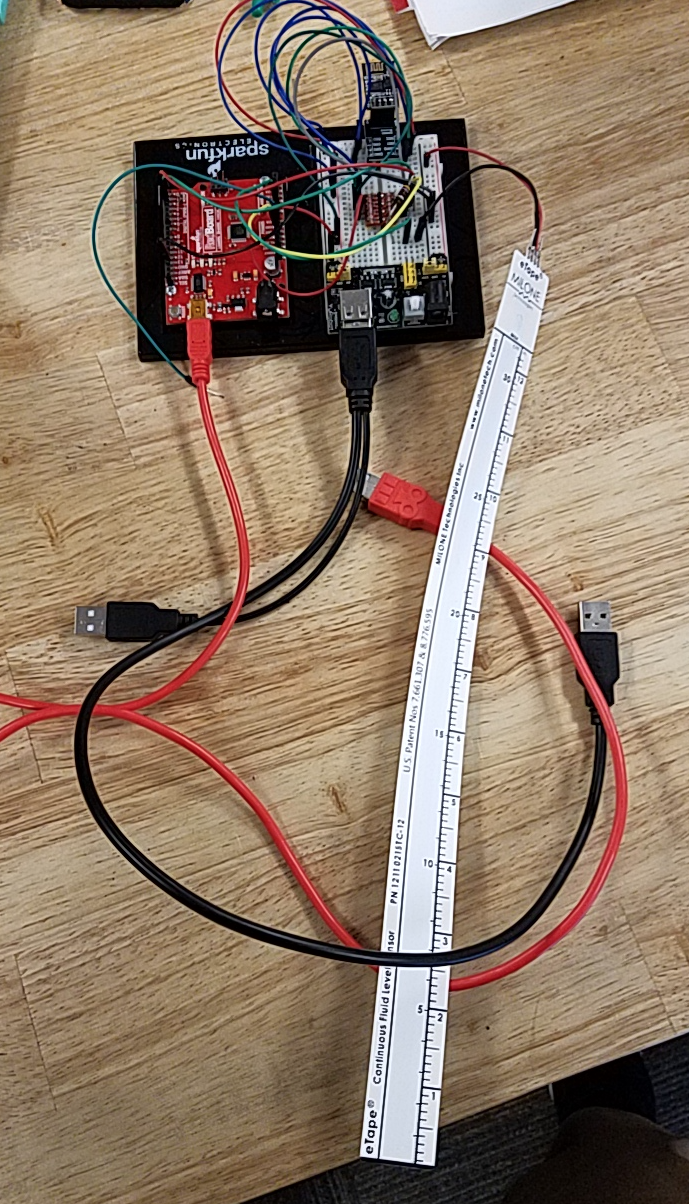 sparkfun
ELECTRONICS
RedBoard
eTape®
MILONE
www.milonetech.com
MILONE Technologies Inc
U.S. Patent Nos 7,661,307 & 8,776,595
PN 12110215TC-12
eTape® Continuous Fluid Level nsor
30
25
20
15
10
5
12
11
10
9
8
7
6
5
4
3
2
1